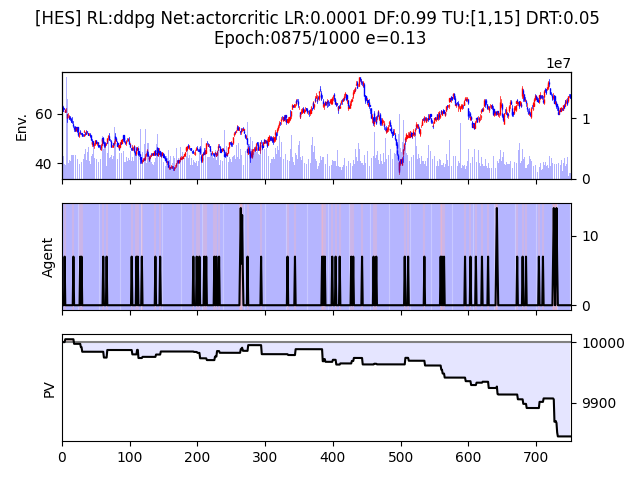 [HES] RL:ddpg Net:actorcritic LR:0.0001 DF:0.99 TU:[1,15] DRT:0.05
Epoch:0875/1000 e=0.13
1e7
Env.
60
40
1
0
Agent
10
0
PV
10000
9900
0 100 200 300 400 500 600 700